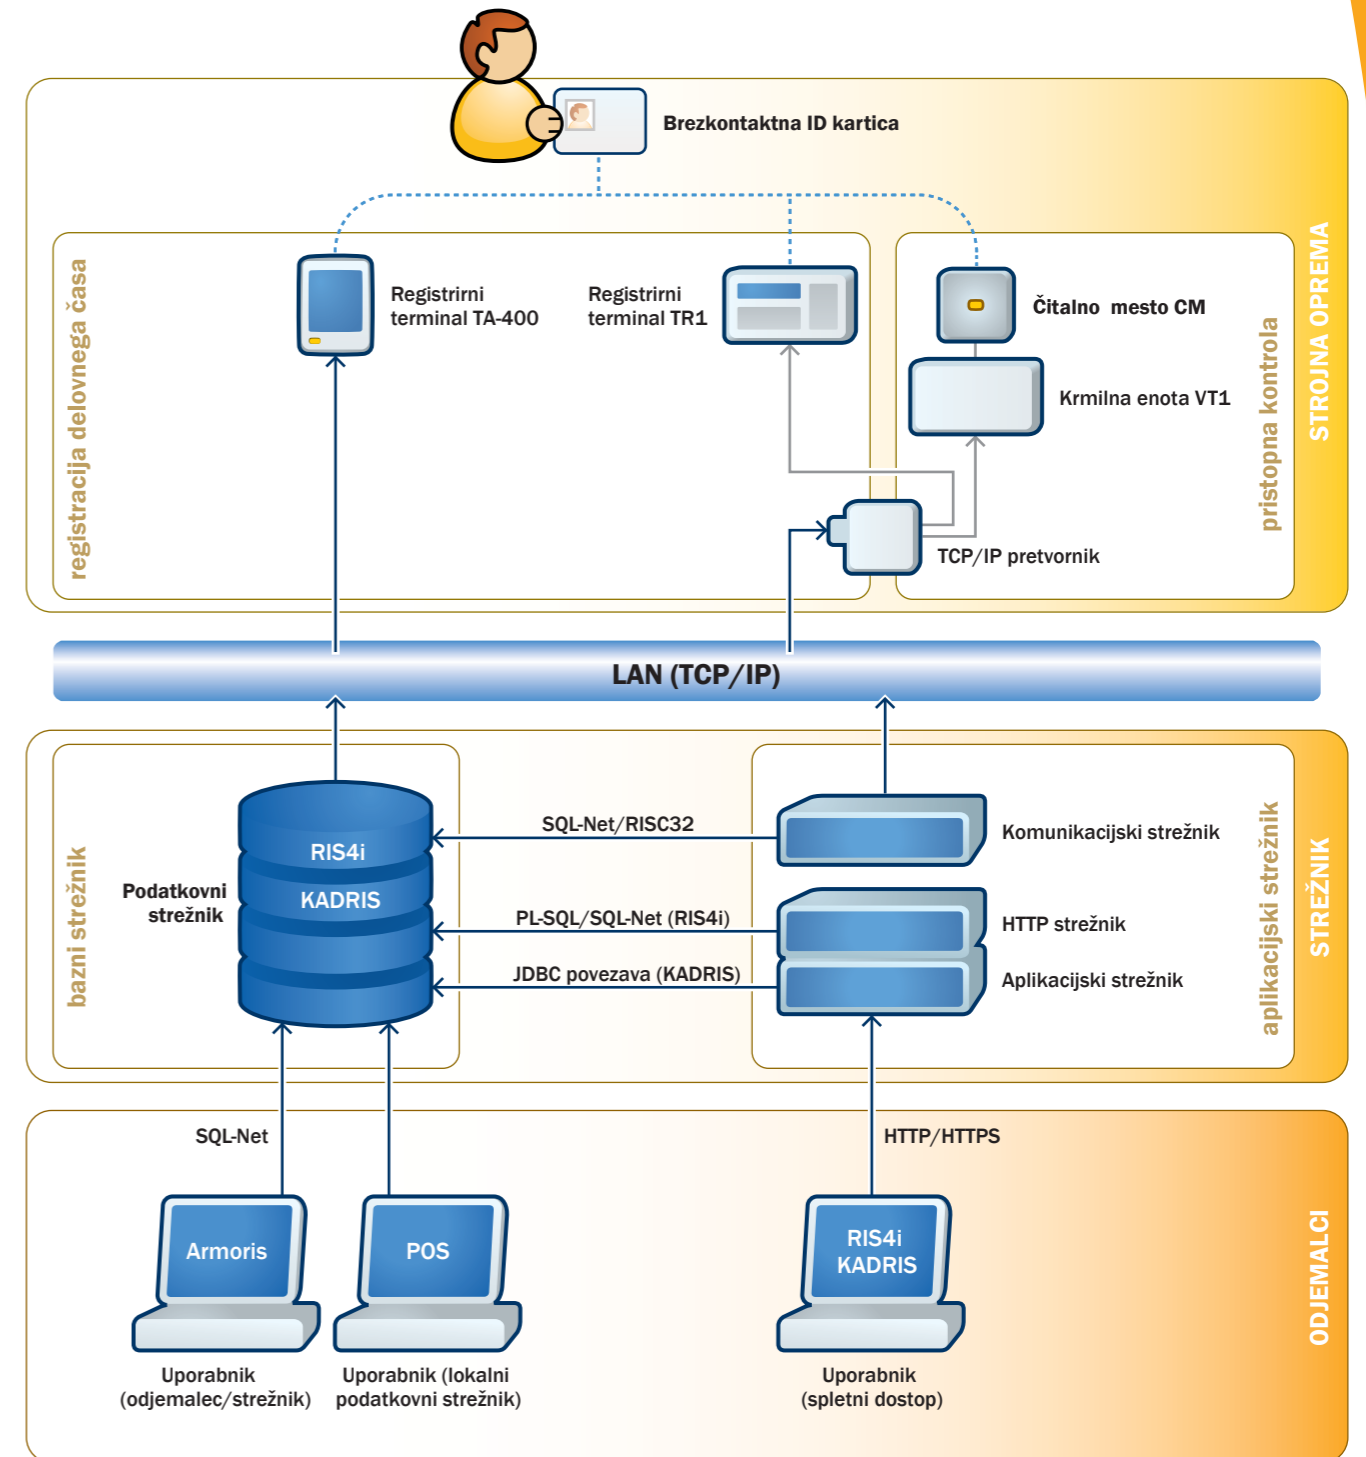 Brezkontaktna ID kartica
registracija delovnega časa
Registrirni
terminal TA-400
Registrirni
terminal TR1
Čitalno mesto CM
Krmilna enota VT1
TCP/IP pretvornik
pristopna kontrola
STROJNA OPREMA
LAN (TCP/IP)
bazni strežnik
Podatkovni
strežnik
RIS4i
KADRIS
SQL-Net/RISC32
PL-SQL/SQL-Net (RIS4i)
JDBC povezava (KADRIS)
Komunikacijski strežnik
HTTP strežnik
Aplikacijski strežnik
aplikacijski strežnik
STREŽNIK
SQL-Net
HTTP/HTTPS
Armoris
POS
RIS4i
KADRIS
Uporabnik
(odjemalec/strežnik)
Uporabnik (lokalni
podatkovni strežnik)
Uporabnik
(spletni dostop)
ODJEMALCI